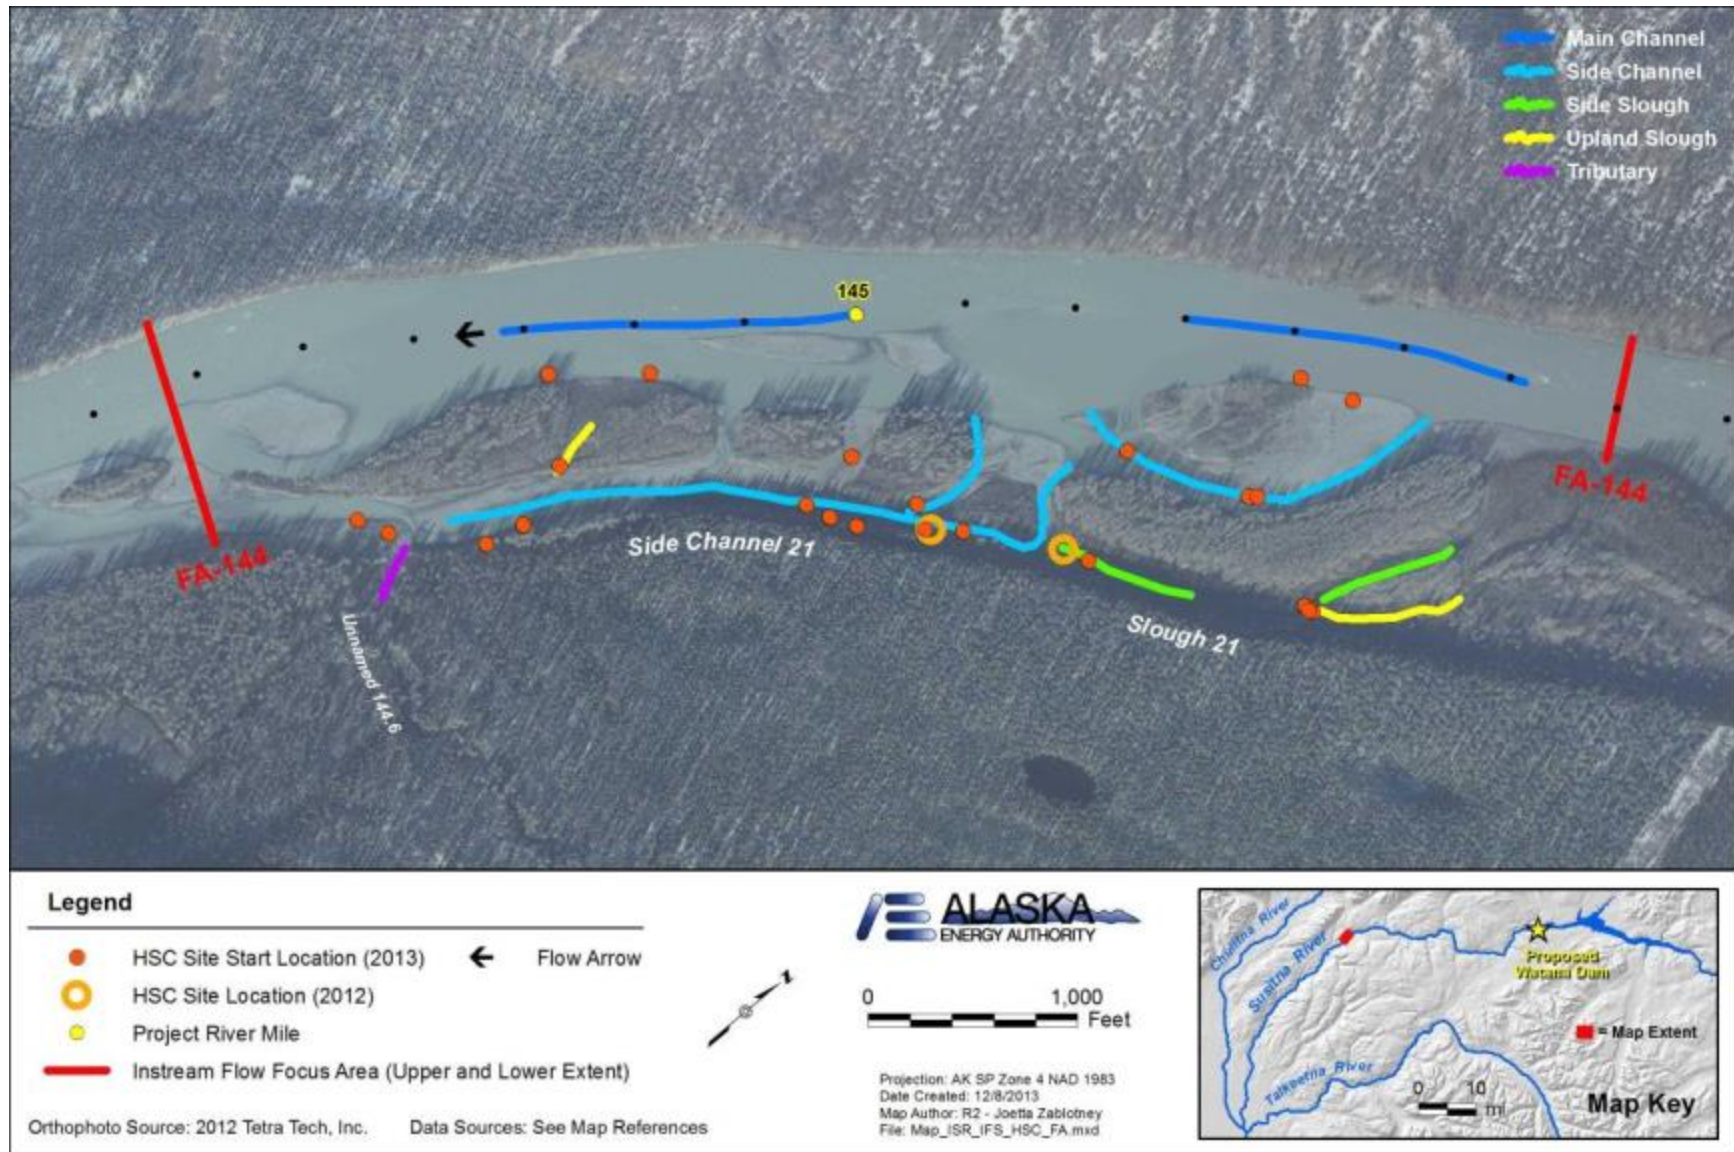 Main Channel
Side Channel
Side Slough
Upland Slough
Tributary
145
FA-144
FA-144
Side Channel 21
Slough 21
Unnamed 144.6
Legend
HSC Site Start Location (2013)
Flow Arrow
HSC Site Location (2012)
Project River Mile
Instream Flow Focus Area (Upper and Lower Extent)
Orthophoto Source: 2012 Tetra Tech, Inc.
Data Sources: See Map References
ALASKA
ENERGY AUTHORITY
N
0 1,000
Feet
Projection: AK SP Zone 4 NAD 1983
Date Created: 12/8/2013
Map Author: R2 - Joetta Zablotney
File: Map_ISR_IFS_HSC_FA.mxd
Chulitna River
Susitna River
Proposed
Watana Dam
= Map Extent
Talkeetna River
0 10
mi
Map Key